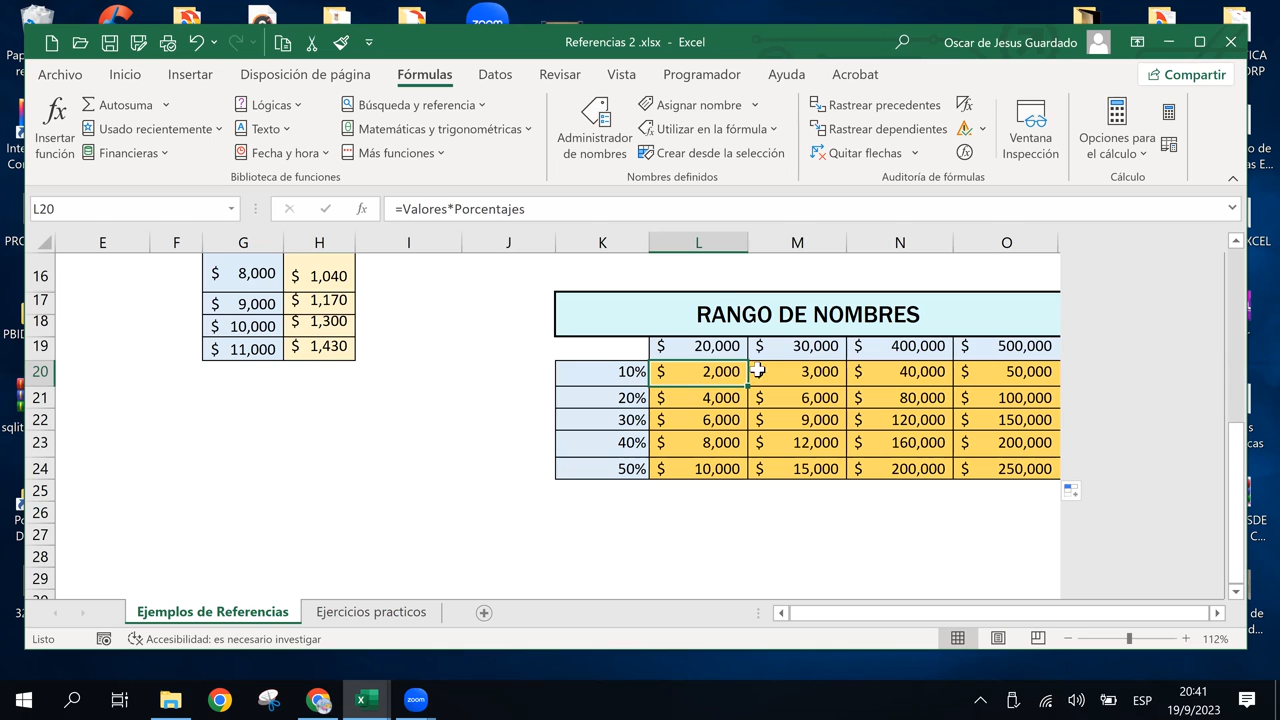 Referencias 2 .xlsx - Excel
Oscar de Jesus Guardado
Archivo Inicio Insertar Disposición de página Fórmulas Datos Revisar Vista Programador Ayuda Acrobat Compartir
Insertar función
Autosuma
Usado recientemente
Financieras
Lógicas
Texto
Fecha y hora
Búsqueda y referencia
Matemáticas y trigonométricas
Más funciones
Biblioteca de funciones
Administrador de nombres
Asignar nombre
Utilizar en la fórmula
Crear desde la selección
Nombres definidos
Rastrear precedentes
Rastrear dependientes
Quitar flechas
Auditoría de fórmulas
Ventana Inspección
Opciones para el cálculo
Cálculo
L20 fx =Valores*Porcentajes
E F G H I J K L M N O
16 $ 8,000 $ 1,040
17 $ 9,000 $ 1,170
18 $ 10,000 $ 1,300
RANGO DE NOMBRES
19 $ 11,000 $ 1,430 $ 20,000 $ 30,000 $ 400,000 $ 500,000
20 10% $ 2,000 $ 3,000 $ 40,000 $ 50,000
21 20% $ 4,000 $ 6,000 $ 80,000 $ 100,000
22 30% $ 6,000 $ 9,000 $ 120,000 $ 150,000
23 40% $ 8,000 $ 12,000 $ 160,000 $ 200,000
24 50% $ 10,000 $ 15,000 $ 200,000 $ 250,000
25
26
27
28
29
Ejemplos de Referencias Ejercicios practicos
Listo Accesibilidad: es necesario investigar 112%
zoom
ESP
20:41
19/9/2023